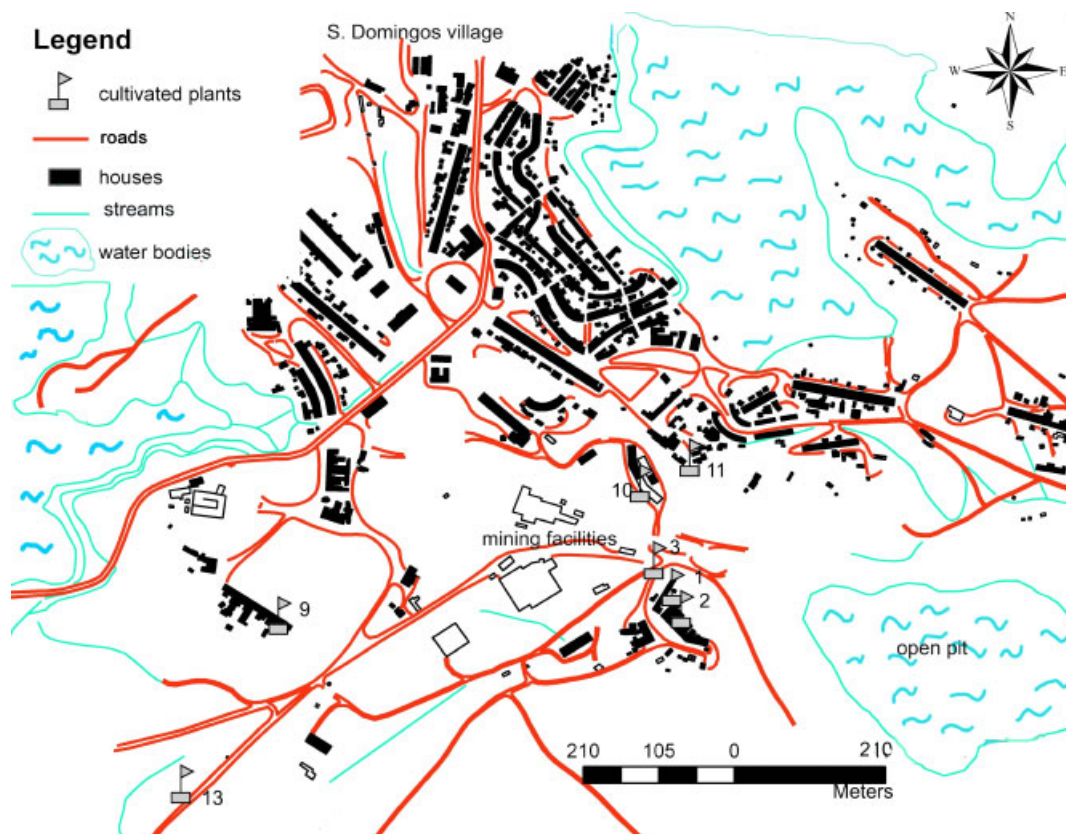 Legend
cultivated plants
roads
houses
streams
water bodies
S. Domingos village
N
W
E
S
11
10
mining facilities
3
1
2
9
open pit
13
210 105 0 210
Meters